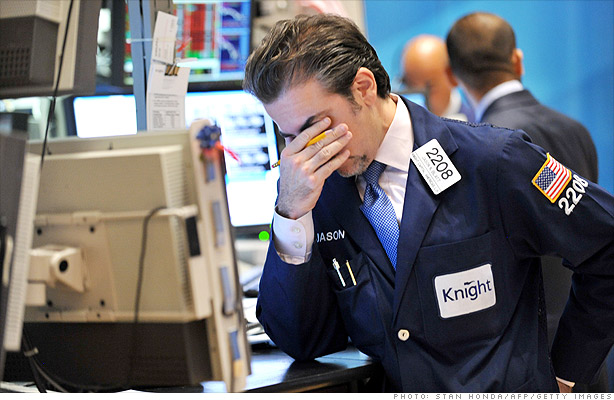 2208
2208
JASON
Knight
PHOTO: STAN HONDA/AFP/GETTY IMAGES